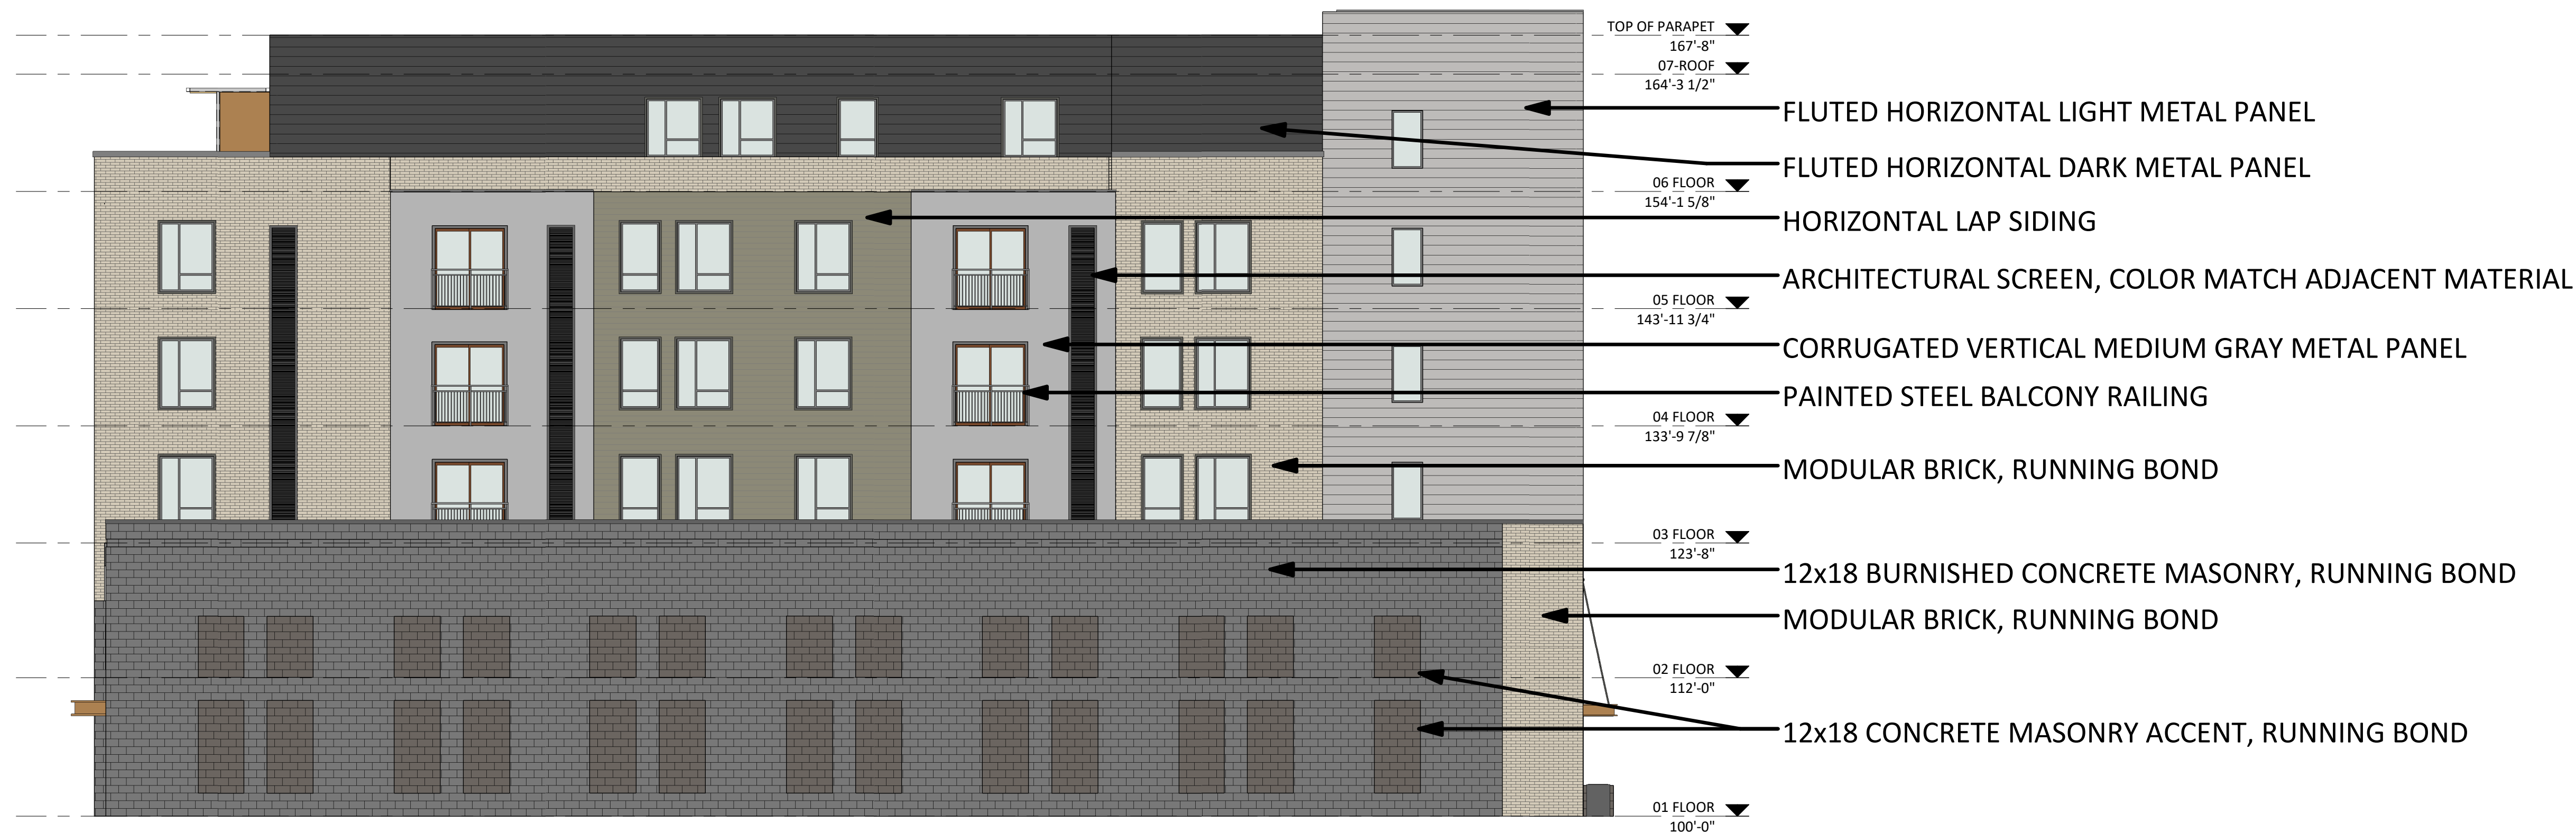 TOP OF PARAPET
167'-8"
07-ROOF
164'-3 1/2"
FLUTED HORIZONTAL LIGHT METAL PANEL
FLUTED HORIZONTAL DARK METAL PANEL
06 FLOOR
154'-1 5/8"
HORIZONTAL LAP SIDING
ARCHITECTURAL SCREEN, COLOR MATCH ADJACENT MATERIAL
05 FLOOR
143'-11 3/4"
CORRUGATED VERTICAL MEDIUM GRAY METAL PANEL
PAINTED STEEL BALCONY RAILING
04 FLOOR
133'-9 7/8"
MODULAR BRICK, RUNNING BOND
03 FLOOR
123'-8"
12x18 BURNISHED CONCRETE MASONRY, RUNNING BOND
MODULAR BRICK, RUNNING BOND
02 FLOOR
112'-0"
12x18 CONCRETE MASONRY ACCENT, RUNNING BOND
01 FLOOR
100'-0"